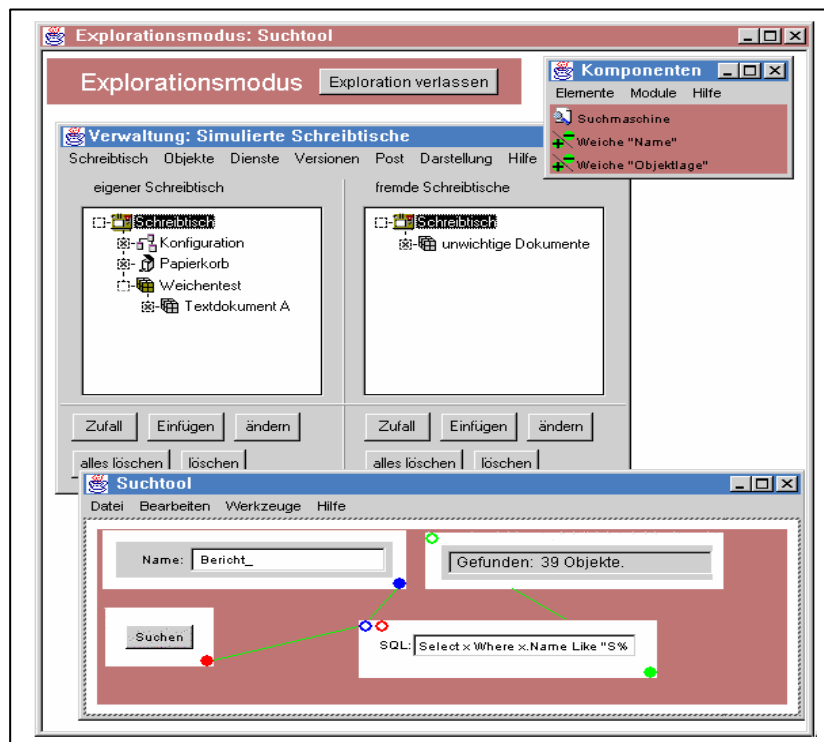 Explorationsmodus: Suchtool
Explorationsmodus Exploration verlassen
Komponenten
Elemente Module Hilfe
Suchmaschine
Weiche "Name"
Weiche "Objektlage"
Verwaltung: Simulierte Schreibtische
Schreibtisch Objekte Dienste Versionen Post Darstellung Hilfe
eigener Schreibtisch fremde Schreibtische
Schreibtisch Schreibtisch
Konfiguration unwichtige Dokumente
Papierkorb
Weichentest
Textdokument A
Zufall Einfügen ändern Zufall Einfügen ändern
alles löschen löschen alles löschen löschen
Suchtool
Datei Bearbeiten Werkzeuge Hilfe
Name: Bericht_ Gefunden: 39 Objekte.
Suchen
SQL: Select x Where x.Name Like "S%